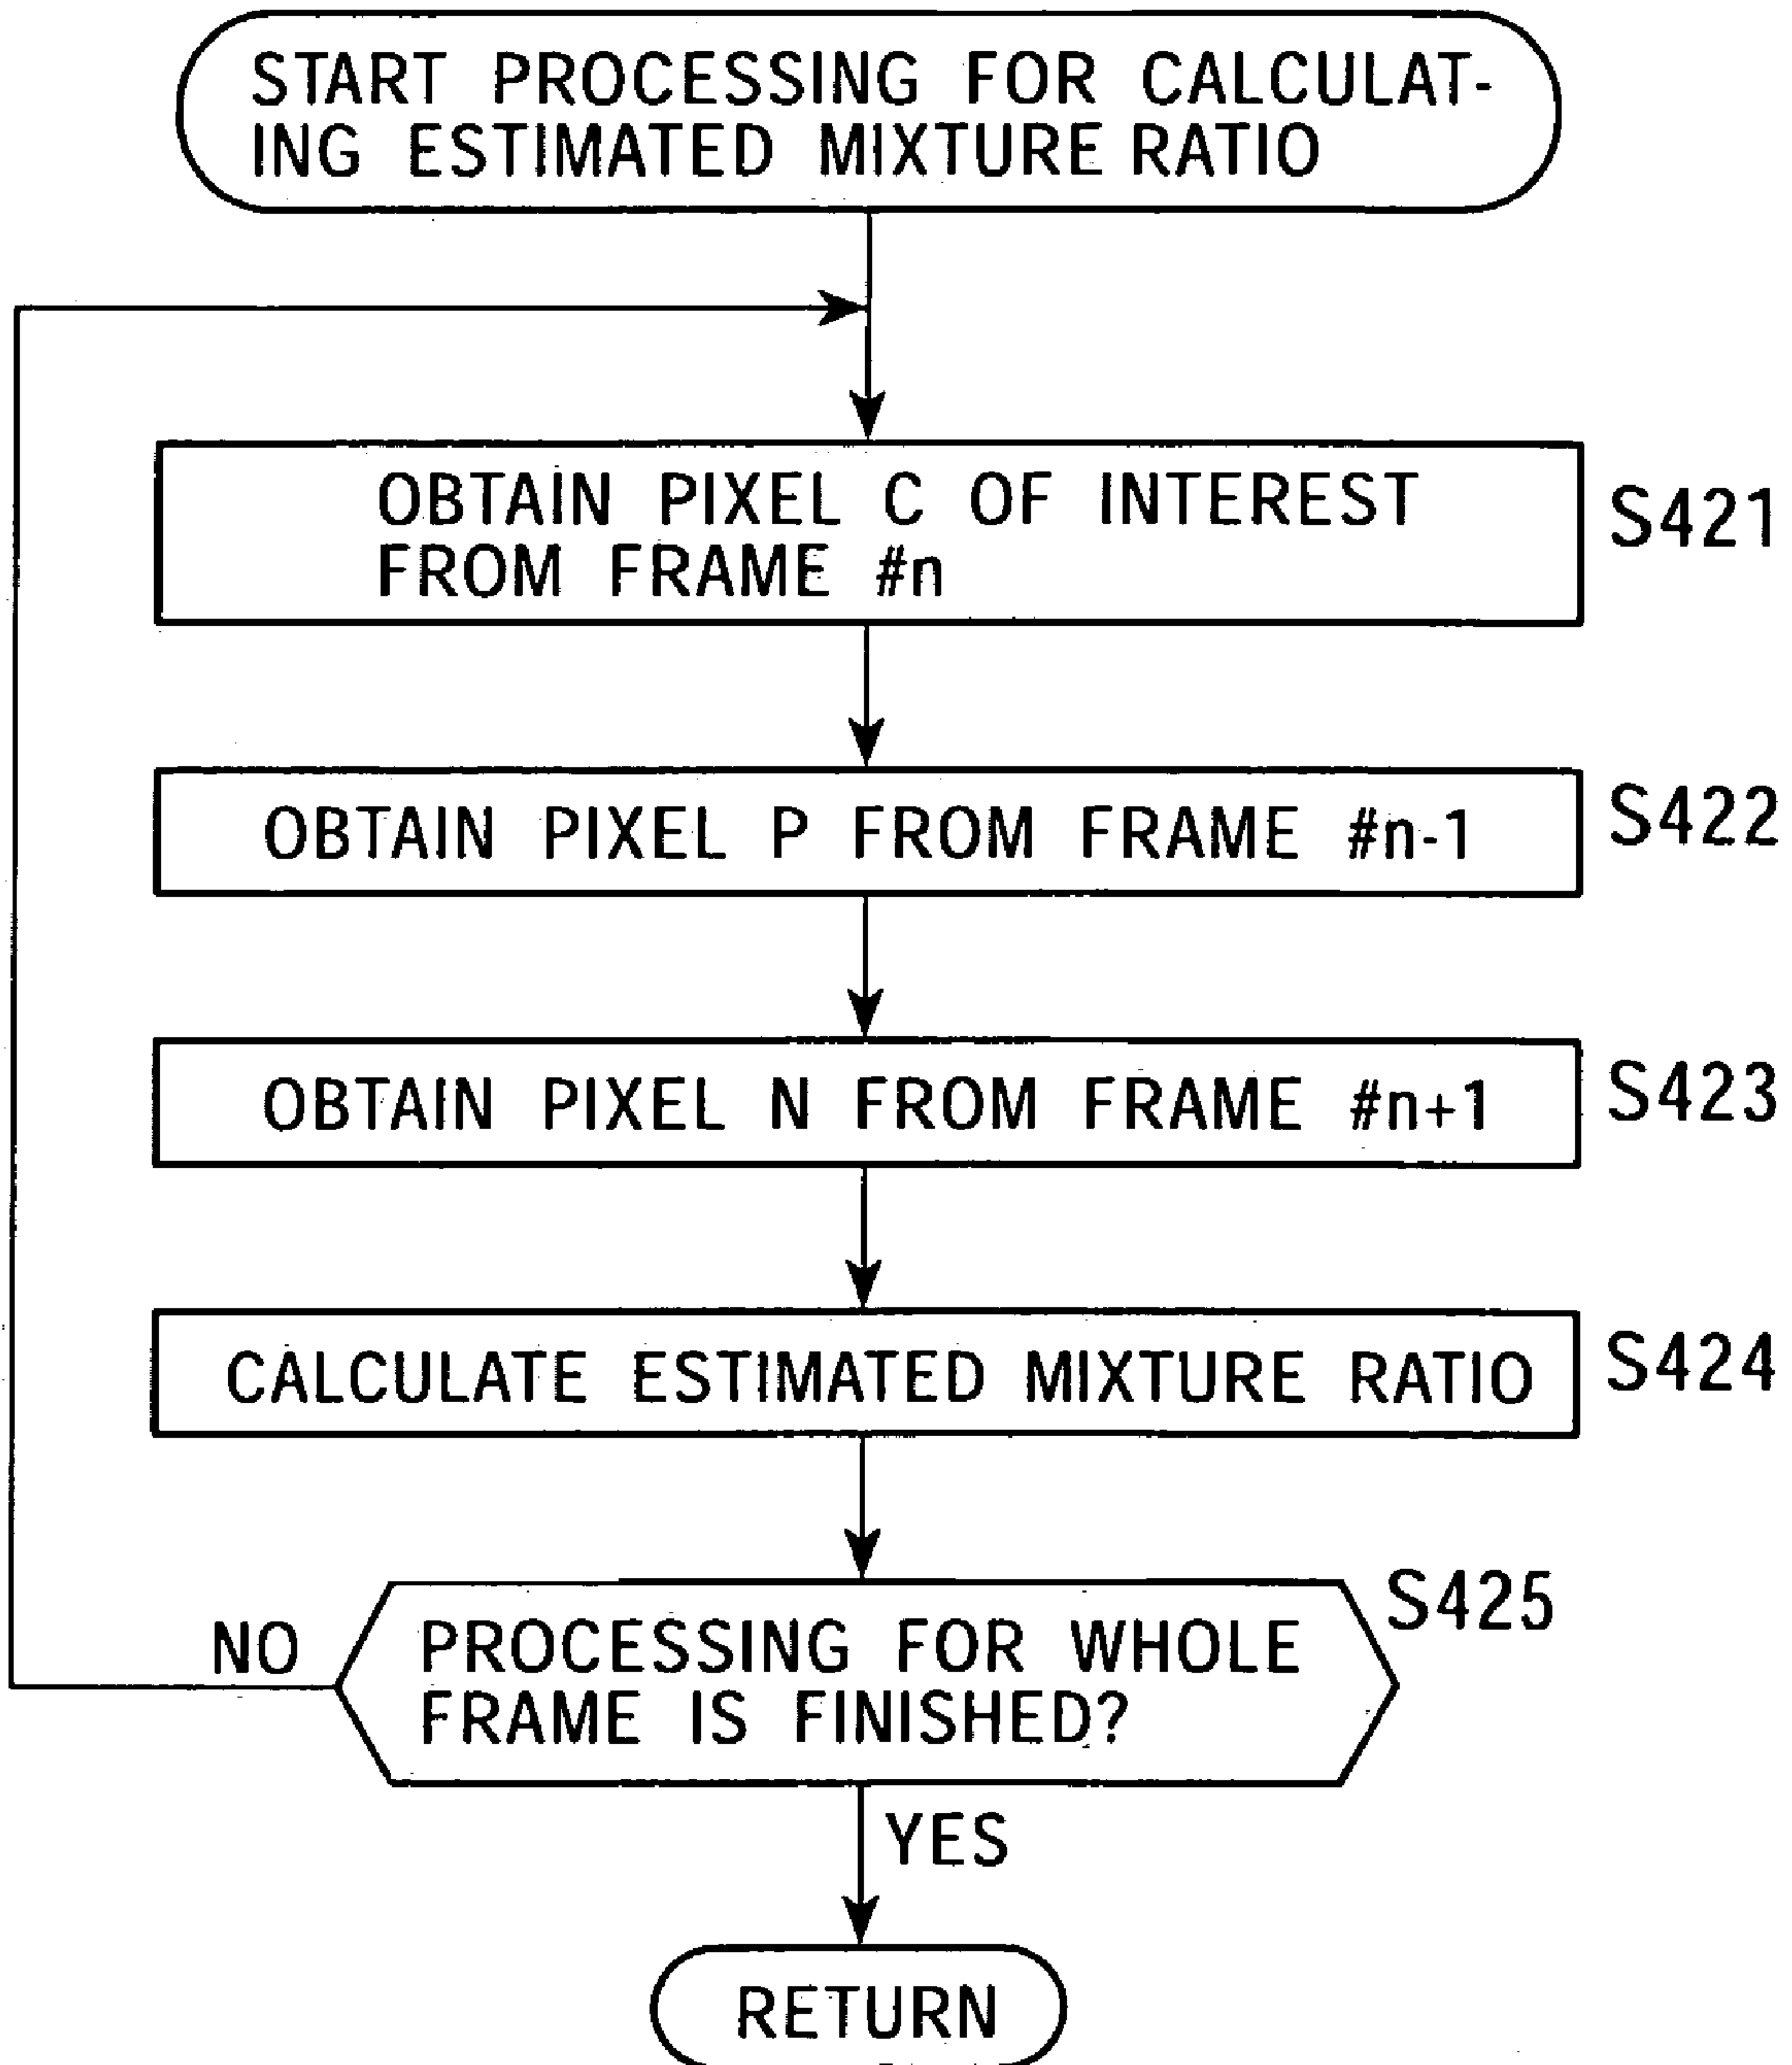 START PROCESSING FOR CALCULAT-
ING ESTIMATED MIXTURE RATIO
OBTAIN PIXEL C OF INTEREST
FROM FRAME #n
S421
OBTAIN PIXEL P FROM FRAME #n-1
S422
OBTAIN PIXEL N FROM FRAME #n+1
S423
CALCULATE ESTIMATED MIXTURE RATIO
S424
S425
NO
PROCESSING FOR WHOLE
FRAME IS FINISHED?
YES
RETURN